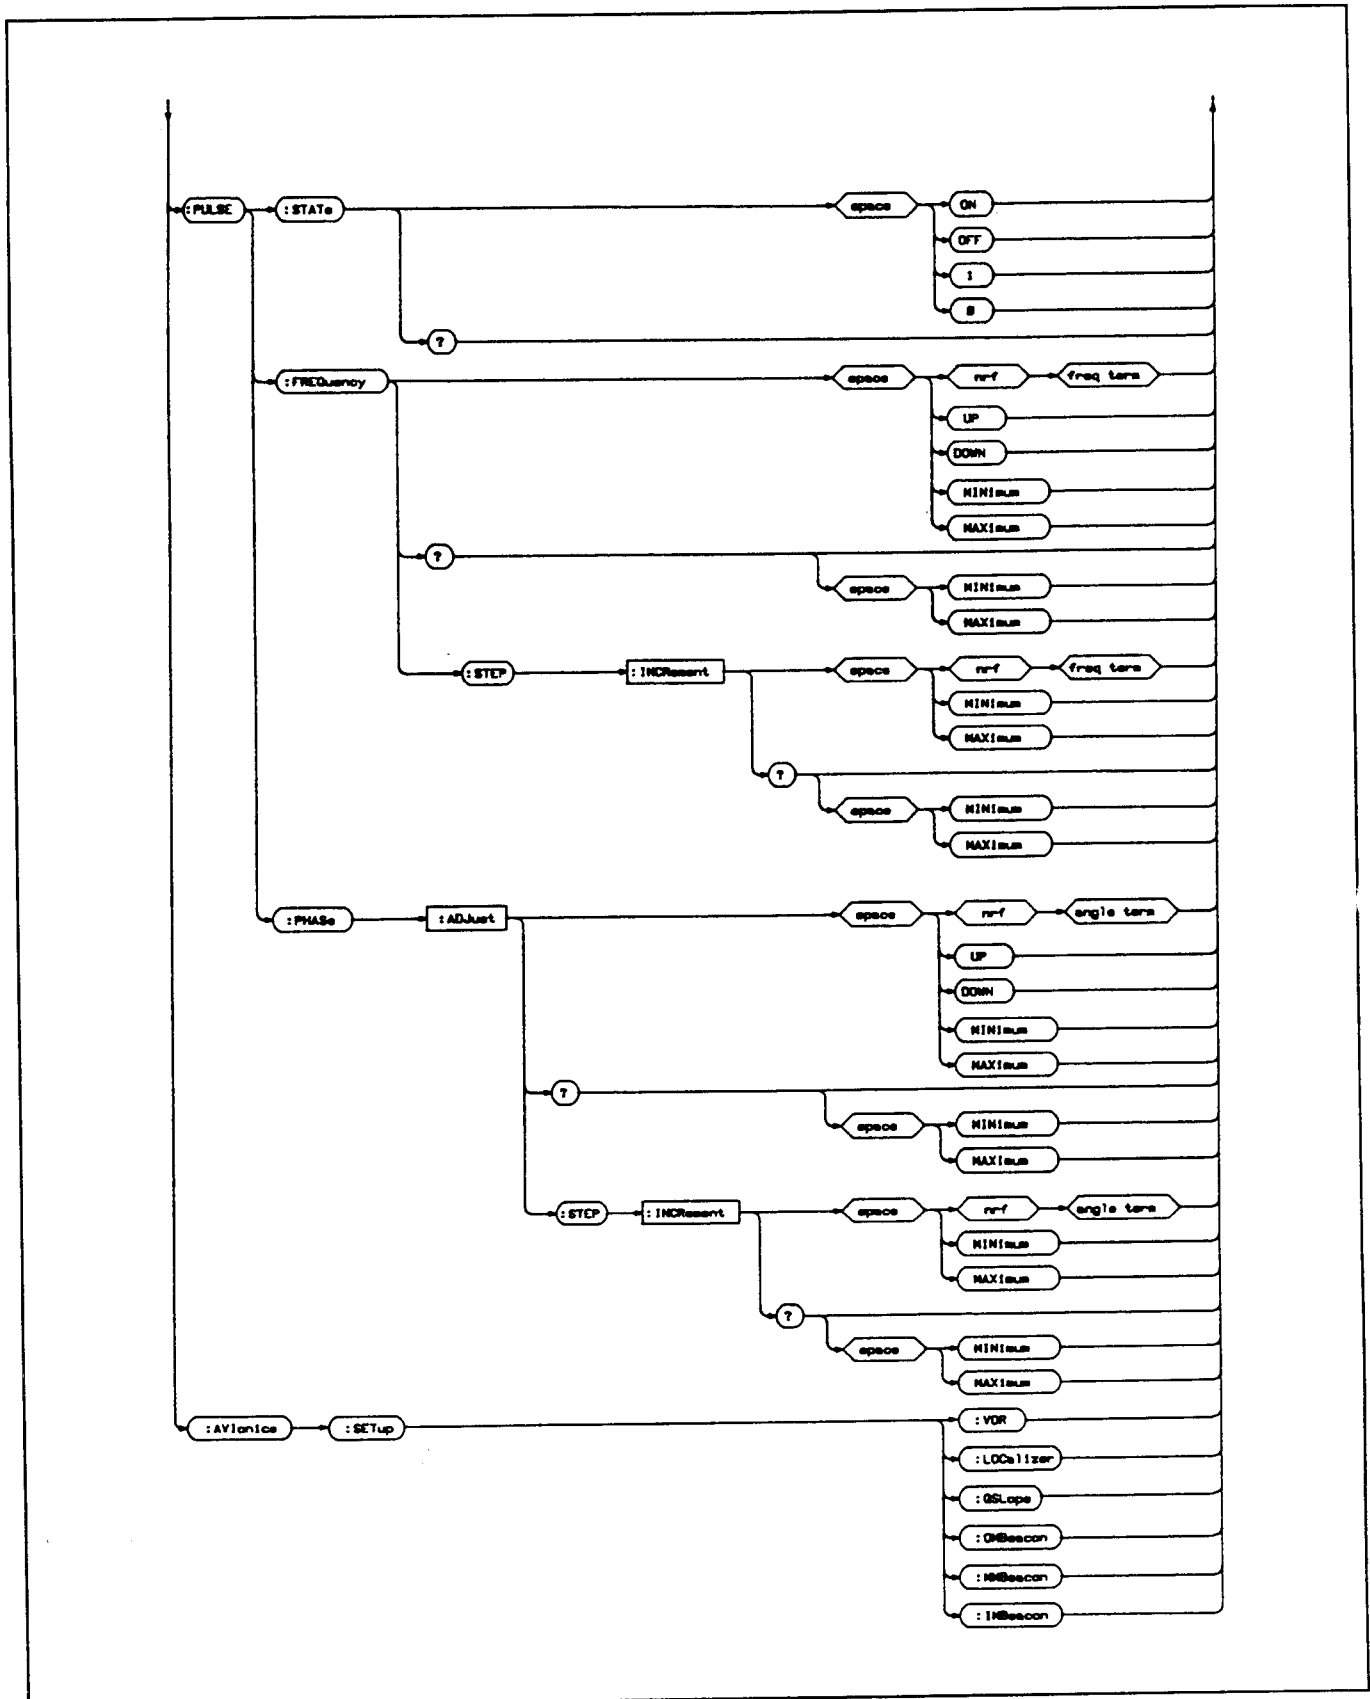 :PULSE :STATe space ON
OFF
1
0
?
:FREQuency space nrf freq term
UP
DOWN
MINimum
MAXimum
?
space MINimum
MAXimum
:STEP :INCRement space nrf freq term
MINimum
MAXimum
?
space MINimum
MAXimum
:PHASe :ADJust space nrf angle term
UP
DOWN
MINimum
MAXimum
?
space MINimum
MAXimum
:STEP :INCRement space nrf angle term
MINimum
MAXimum
?
space MINimum
MAXimum
:AVIonics :SETup :VOR
:LOCalizer
:GSLope
:OMBeacon
:MMBeacon
:IMBeacon